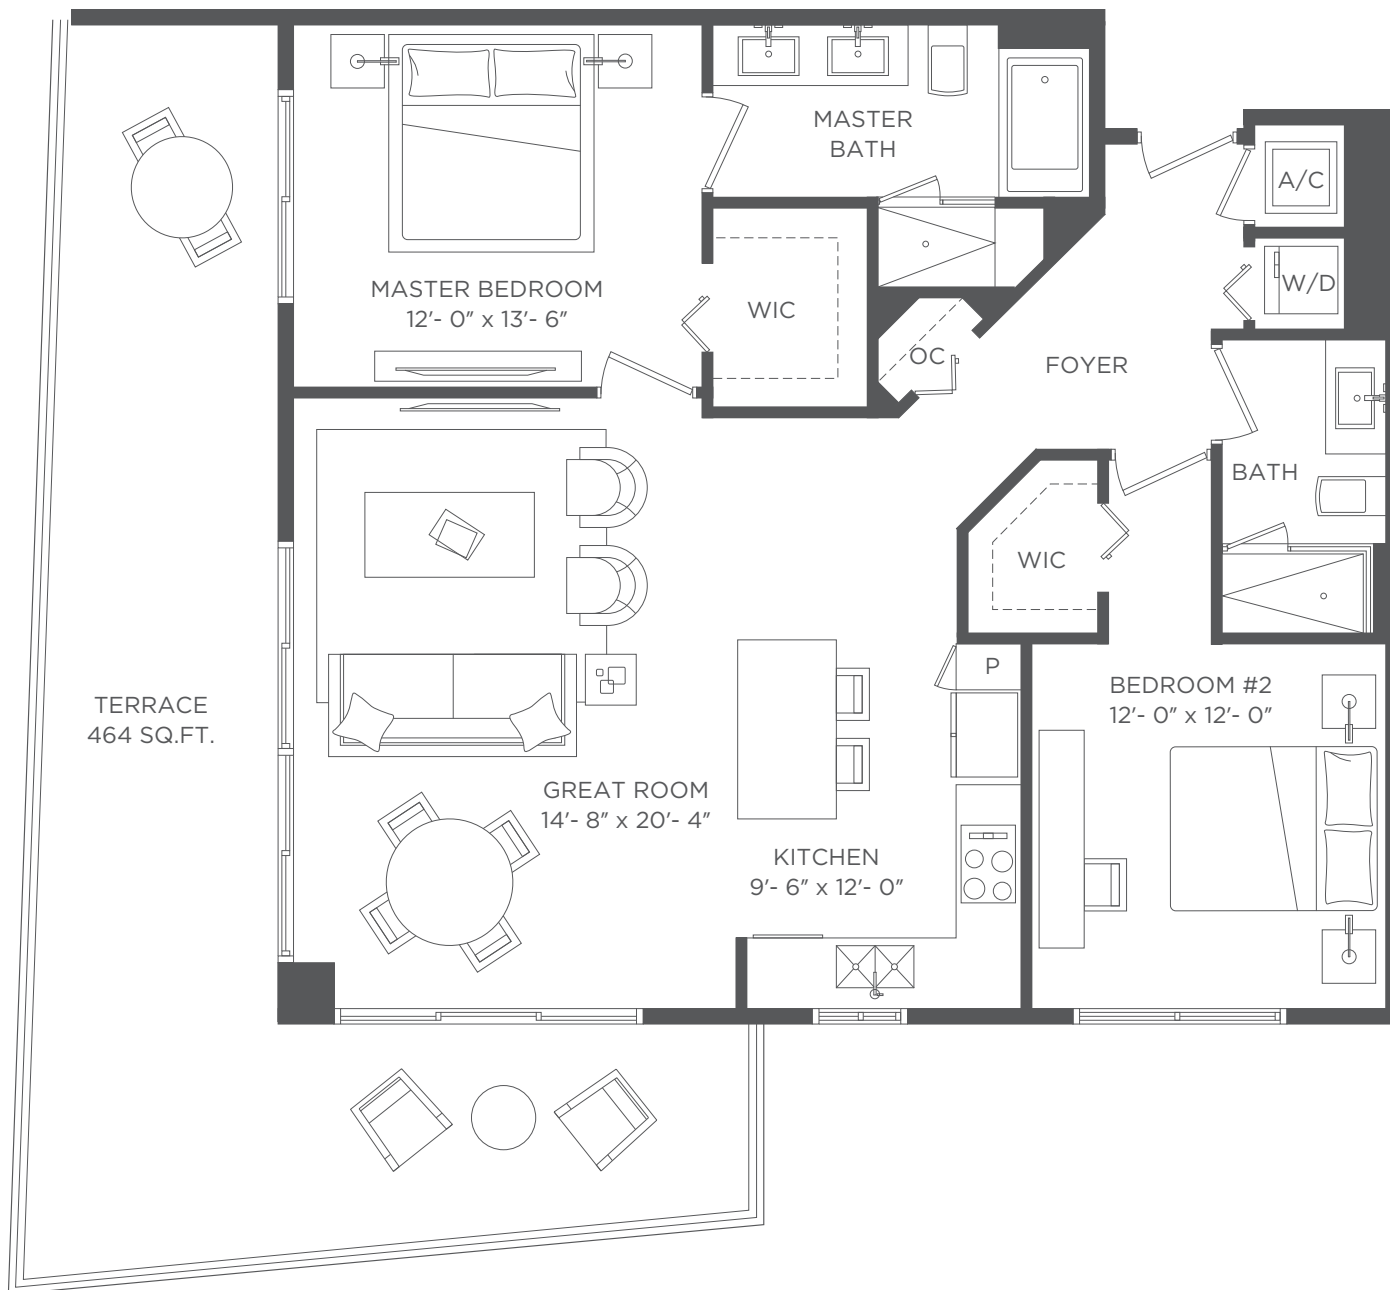 MASTER
BATH
A/C
MASTER BEDROOM
12'- 0" x 13'- 6"
WIC
W/D
OC
FOYER
BATH
WIC
P
TERRACE
464 SQ.FT.
BEDROOM #2
12'- 0" x 12'- 0"
GREAT ROOM
14'- 8" x 20'- 4"
KITCHEN
9'- 6" x 12'- 0"